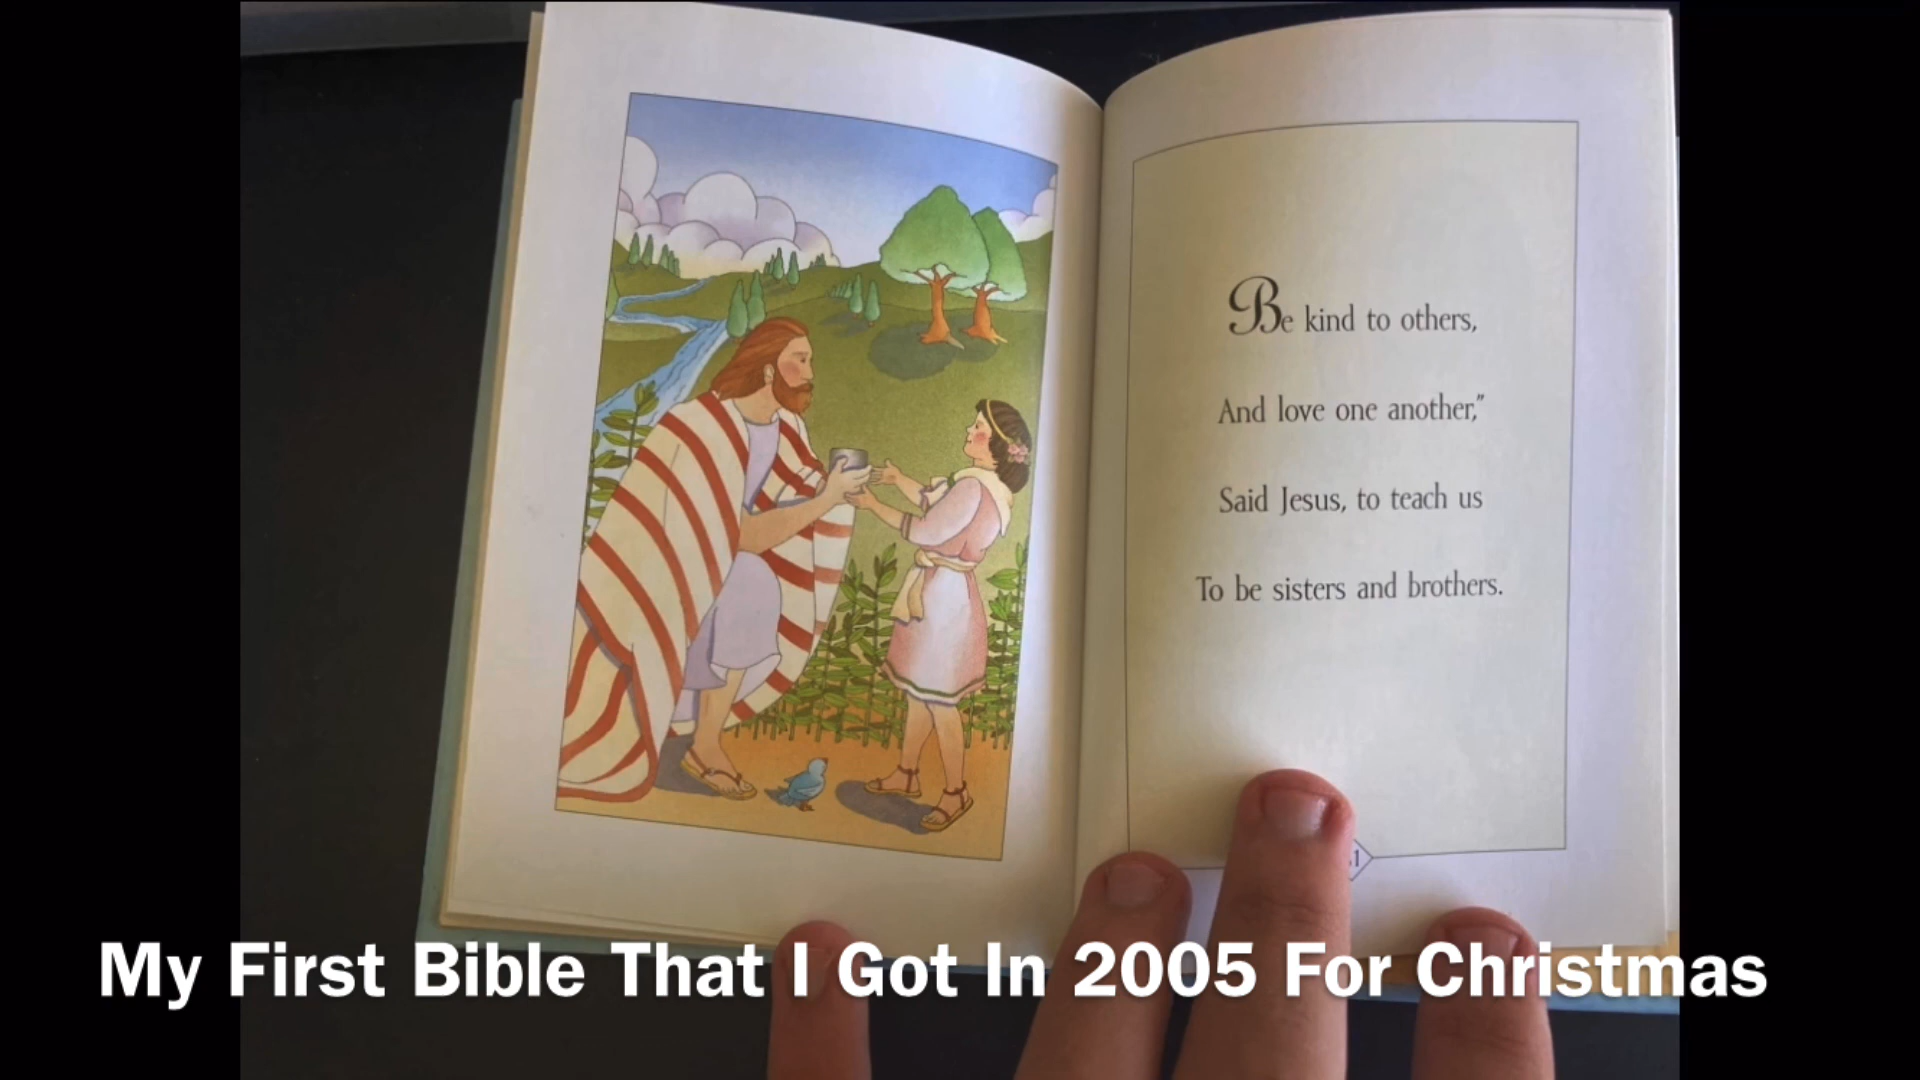 Be kind to others,
And love one another,”
Said Jesus, to teach us
To be sisters and brothers.
My First Bible That I Got In 2005 For Christmas